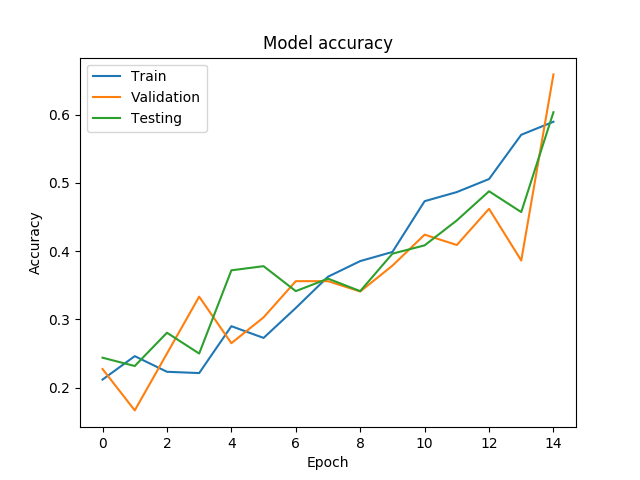 Model accuracy
Train
Validation
Testing
0.6
0.5
0.4
0.3
0.2
Accuracy
0 2 4 6 8 10 12 14
Epoch